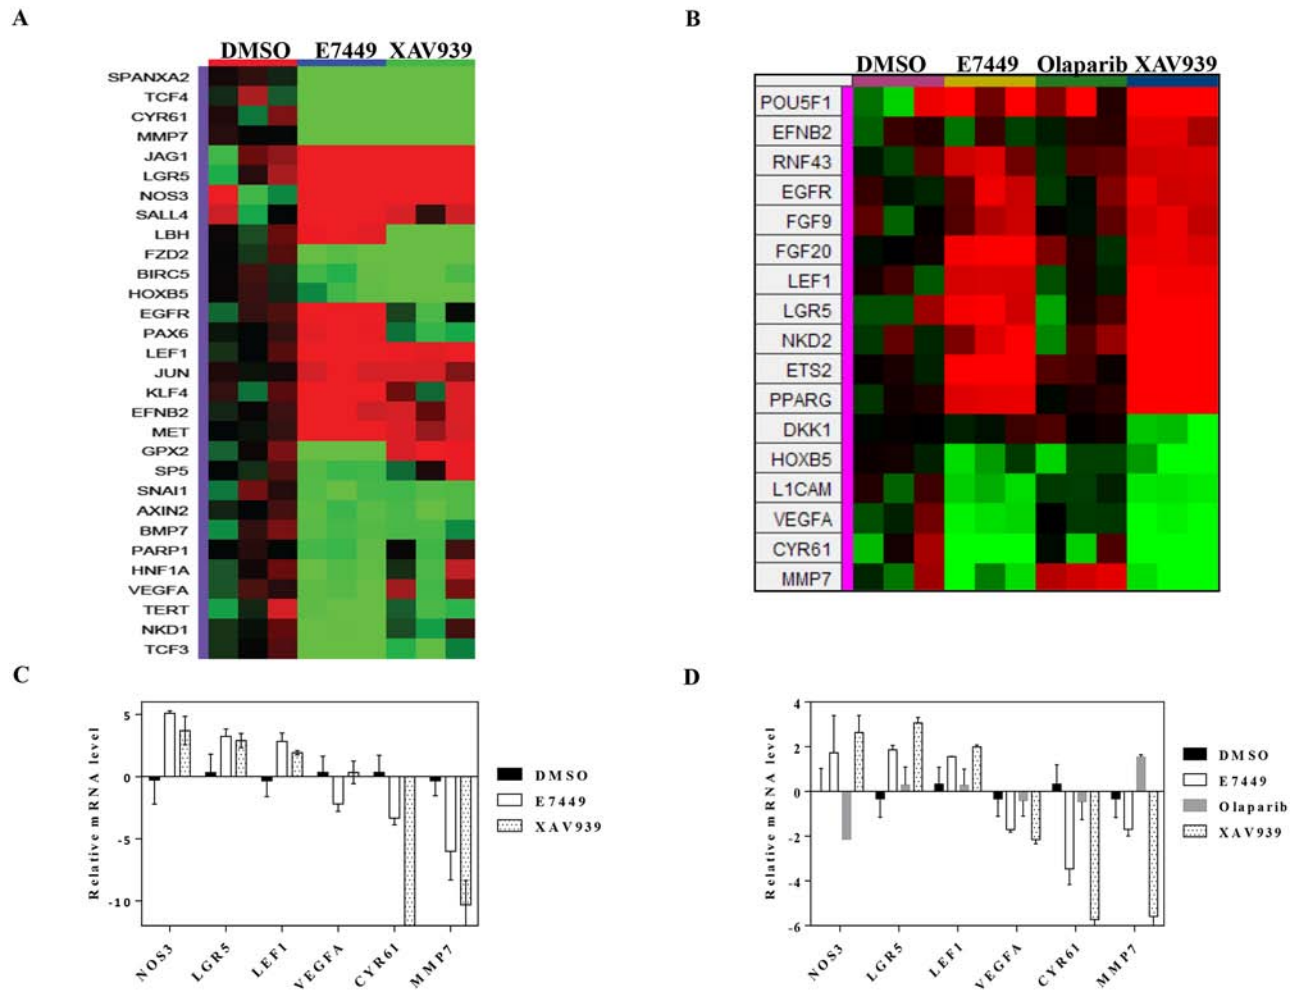 A
DMSO E7449 XAV939
SPANXA2
TCF4
CYR61
MMP7
JAG1
LGR5
NOS3
SALL4
LBH
FZD2
BIRC5
HOXB5
EGFR
PAX6
LEF1
JUN
KLF4
EFNB2
MET
GPX2
SP5
SNAI1
AXIN2
BMP7
PARP1
HNF1A
VEGFA
TERT
NKD1
TCF3
B
DMSO E7449 Olaparib XAV939
POU5F1
EFNB2
RNF43
EGFR
FGF9
FGF20
LEF1
LGR5
NKD2
ETS2
PPARG
DKK1
HOXB5
L1CAM
VEGFA
CYR61
MMP7
C
Relative mRNA level
5
0
-5
-10
NOS3
LGR5
LEF1
VEGFA
CYR61
MMP7
DMSO
E7449
XAV939
D
Relative mRNA level
4
2
0
-2
-4
-6
NOS3
LGR5
LEF1
VEGFA
CYR61
MMP7
DMSO
E7449
Olaparib
XAV939